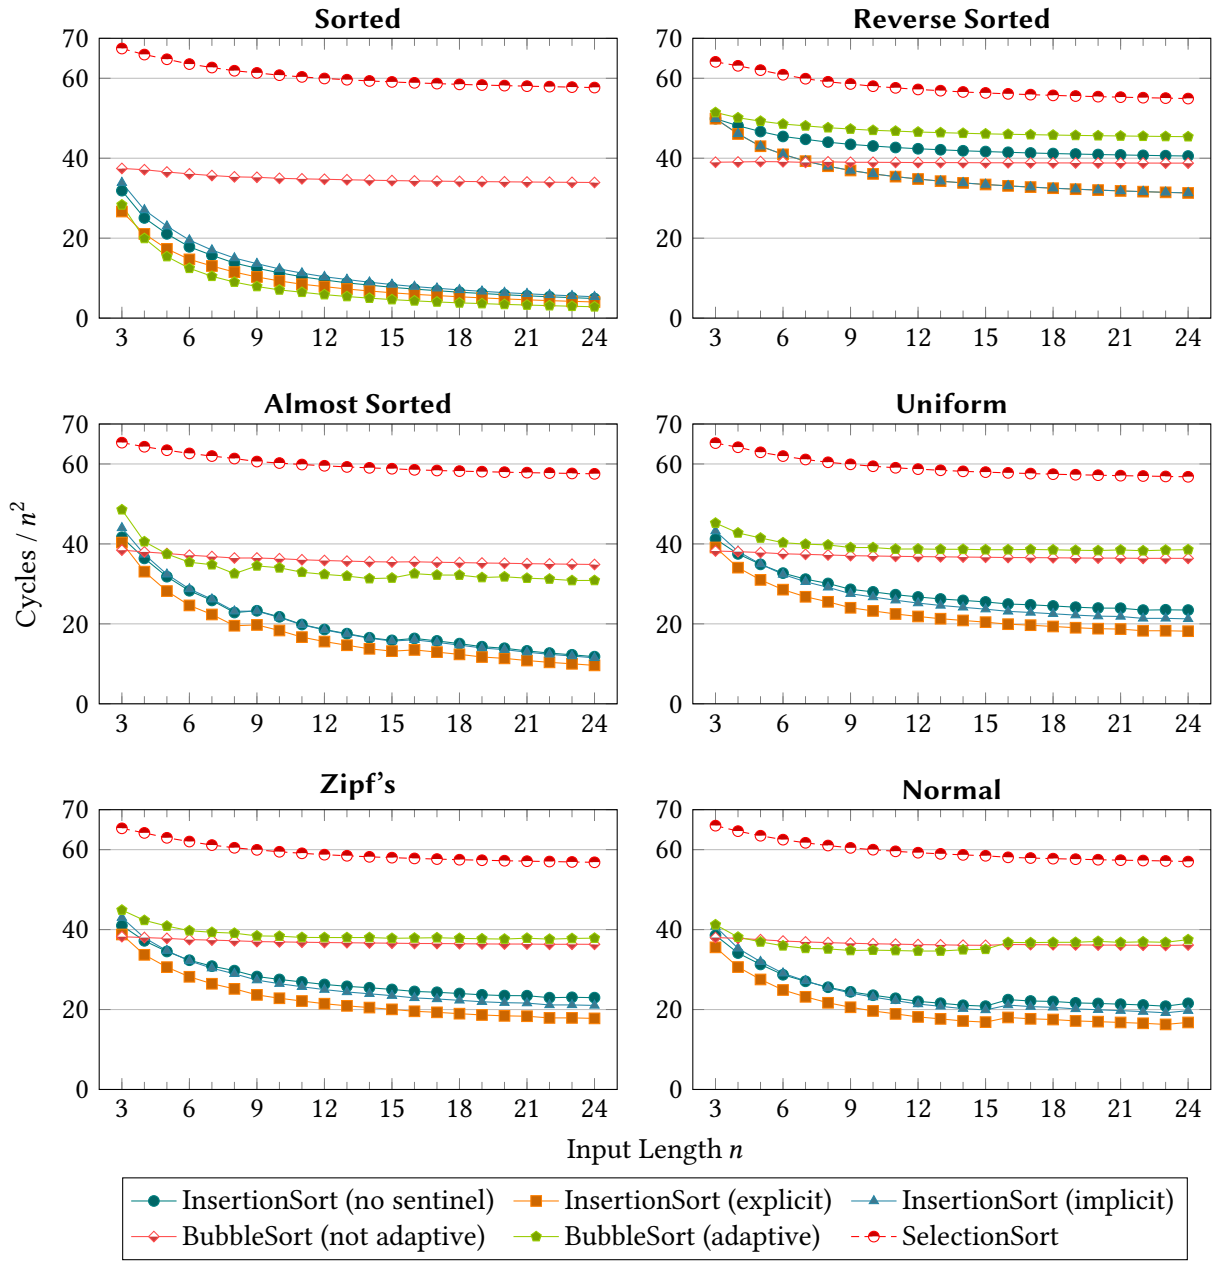 Sorted
Reverse Sorted
70
60
40
20
0
3 6 9 12 15 18 21 24
70
60
40
20
0
3 6 9 12 15 18 21 24
Almost Sorted
Uniform
70
60
40
20
0
3 6 9 12 15 18 21 24
70
60
40
20
0
3 6 9 12 15 18 21 24
Cycles / n²
Zipf's
Normal
70
60
40
20
0
3 6 9 12 15 18 21 24
70
60
40
20
0
3 6 9 12 15 18 21 24
Input Length n
InsertionSort (no sentinel) InsertionSort (explicit) InsertionSort (implicit)
BubbleSort (not adaptive) BubbleSort (adaptive) SelectionSort